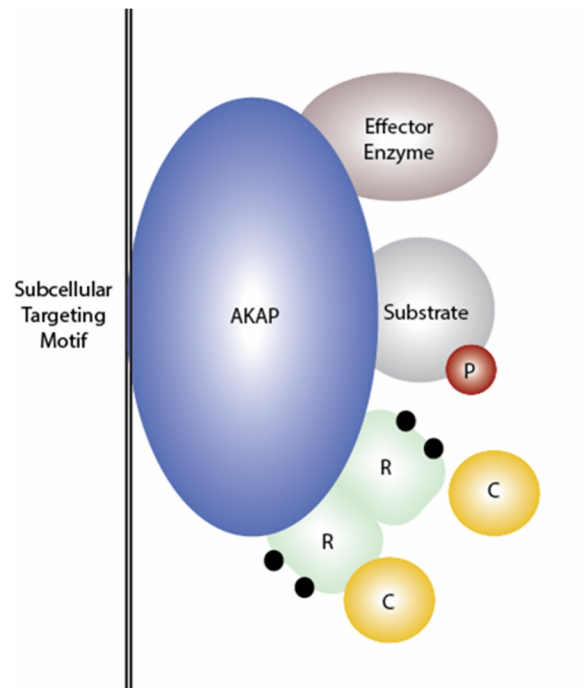 Effector
Enzyme
Subcellular
Targeting
Motif
AKAP
Substrate
P
R
C
R
C